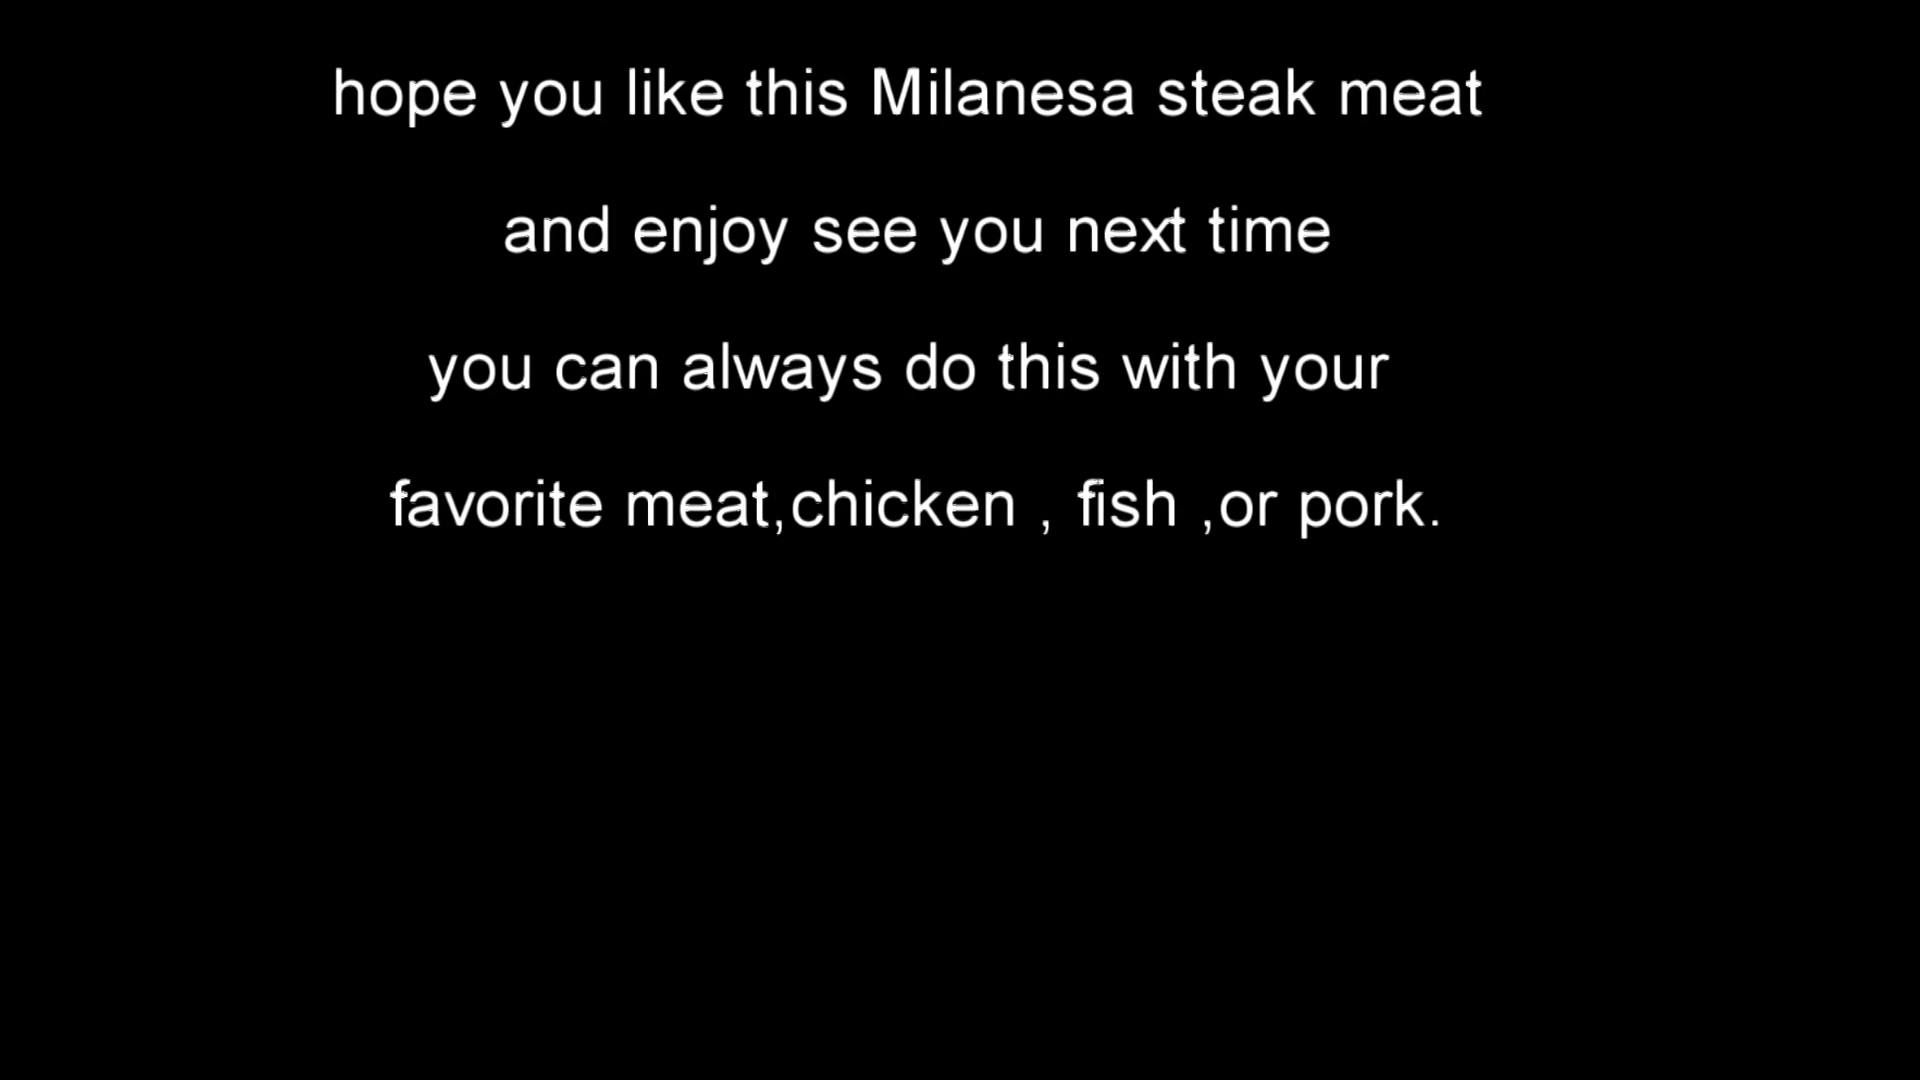 hope you like this Milanesa steak meat
and enjoy see you next time
you can always do this with your
favorite meat,chicken , fish ,or pork.